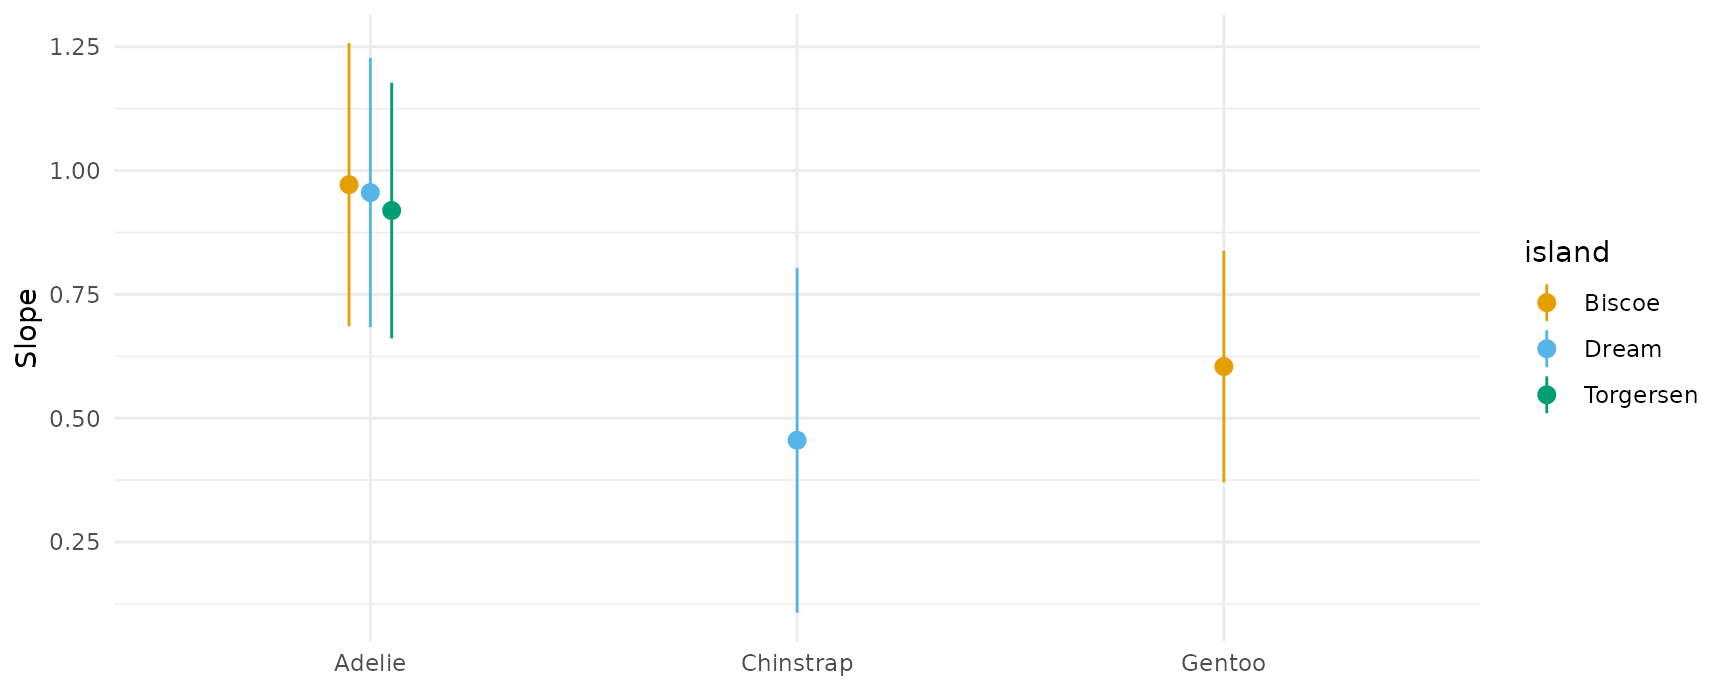 1.25
1.00
0.75
0.50
0.25
Slope
Adelie
Chinstrap
Gentoo
island
Biscoe
Dream
Torgersen